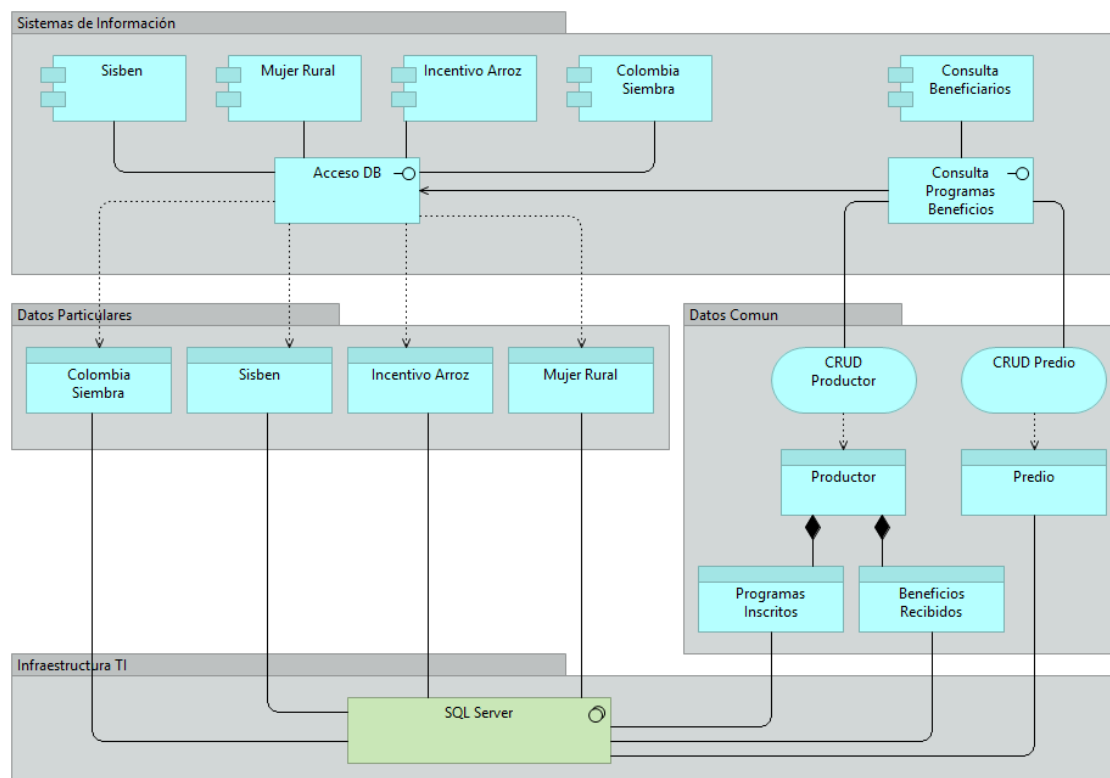 Sistemas de Información
Sisben
Mujer Rural
Incentivo Arroz
Colombia
Siembra
Consulta
Beneficiarios
Acceso DB
Consulta
Programas
Beneficios
Datos Particulares
Colombia
Siembra
Sisben
Incentivo Arroz
Mujer Rural
Datos Comun
CRUD
Productor
CRUD Predio
Productor
Predio
Programas
Inscritos
Beneficios
Recibidos
Infraestructura TI
SQL Server